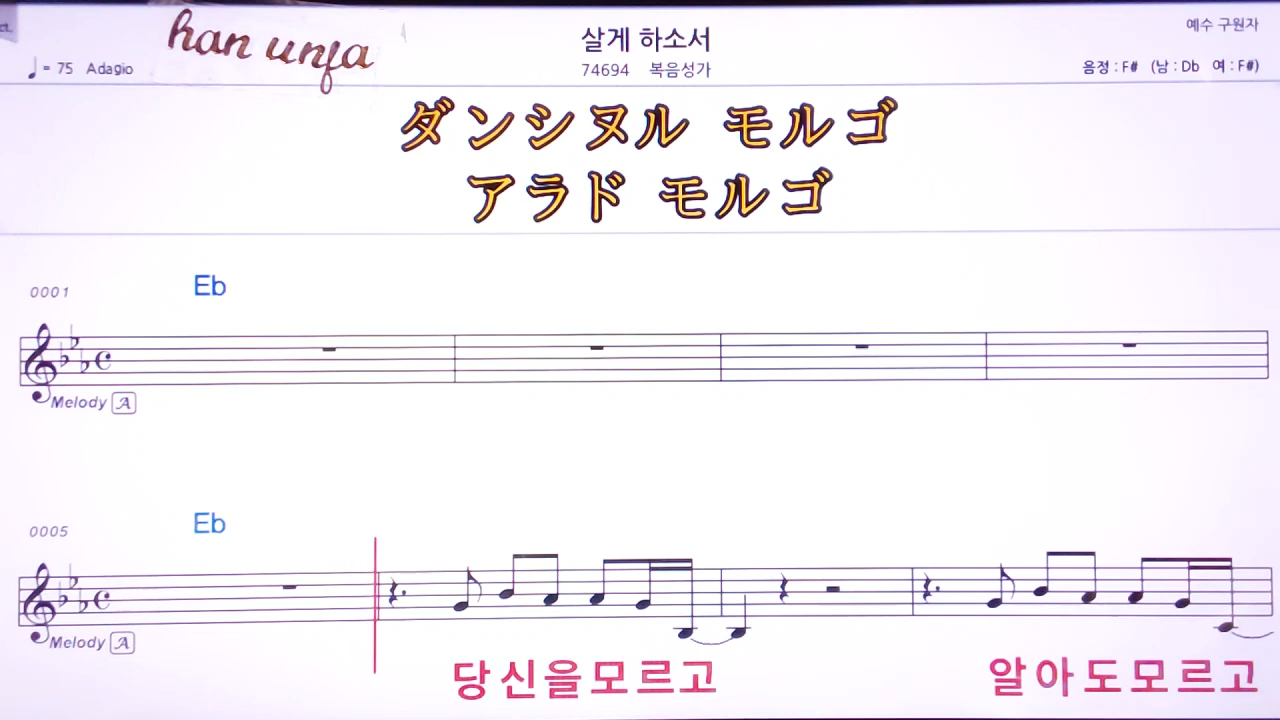 han unja
살게 하소서
예수 구원자
♩= 75 Adagio
74694 복음성가
음정 : F# (남 : Db 여 : F#)
ダンシヌル モルゴ
アラド モルゴ
0001
Eb
Melody A
0005
Eb
Melody A
당신을모르고 알아도모르고